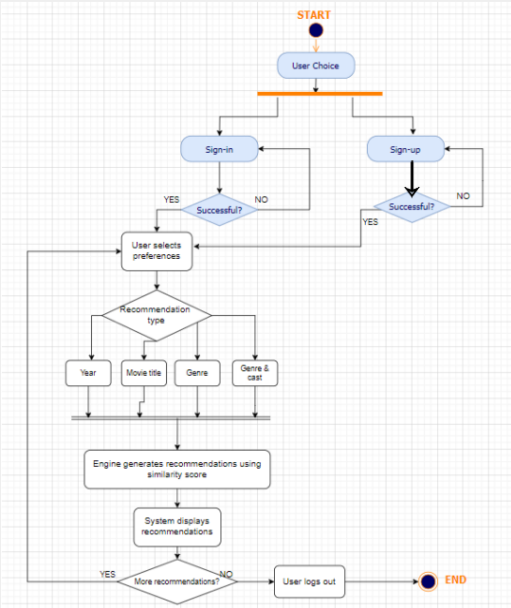 START
User Choice
Sign-in
Sign-up
YES
Successful?
NO
Successful?
NO
YES
User selects
preferences
Recommendation
type
Year
Movie title
Genre
Genre &
cast
Engine generates recommendations using
similarity score
System displays
recommendations
YES
More recommendations?
NO
User logs out
END